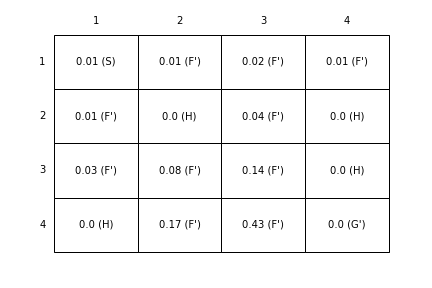 1 2 3 4
1 0.01 (S) 0.01 (F') 0.02 (F') 0.01 (F')
2 0.01 (F') 0.0 (H) 0.04 (F') 0.0 (H)
3 0.03 (F') 0.08 (F') 0.14 (F') 0.0 (H)
4 0.0 (H) 0.17 (F') 0.43 (F') 0.0 (G')